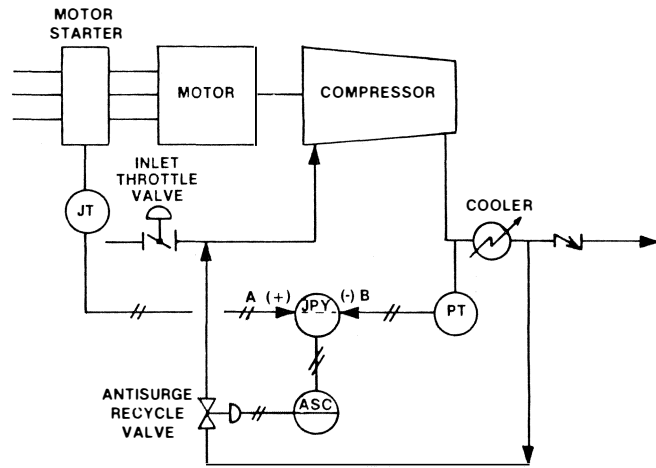 MOTOR
STARTER
MOTOR
COMPRESSOR
INLET
THROTTLE
VALVE
JT
COOLER
A (+)
JPY
(-) B
PT
ANTISURGE
RECYCLE
VALVE
ASC